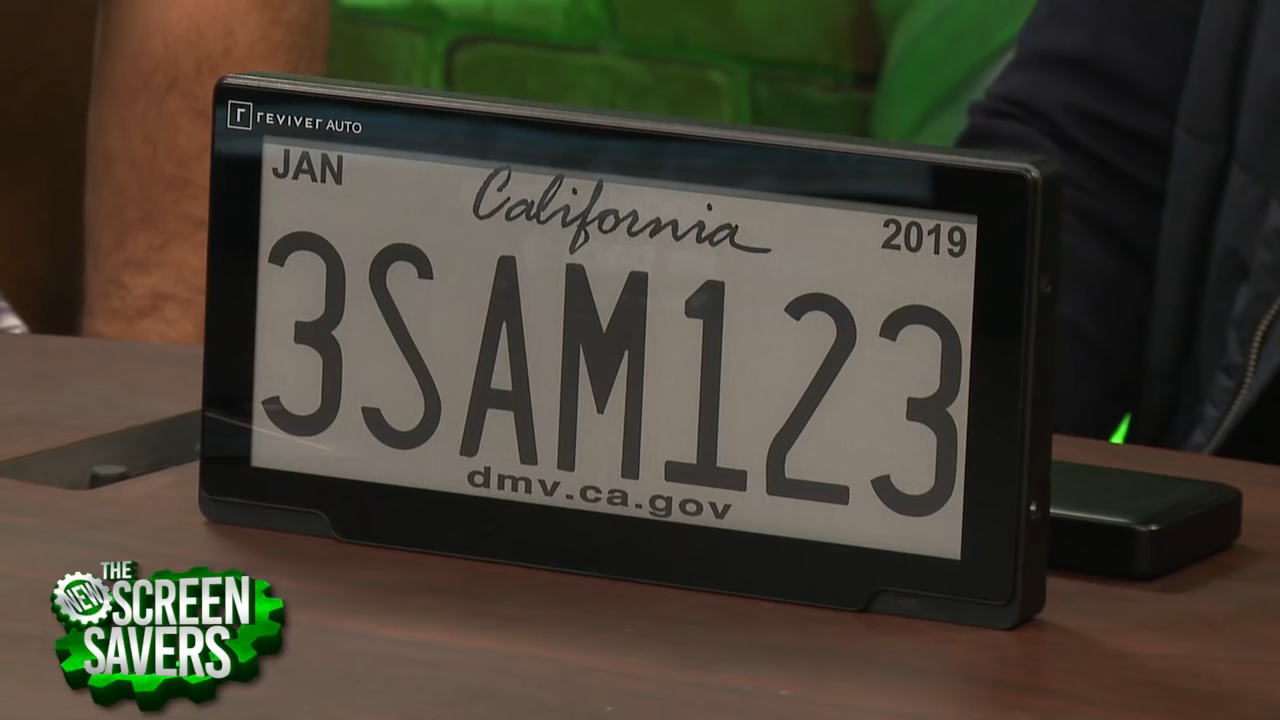 r reviver AUTO
JAN
California
2019
3SAM123
dmv.ca.gov
THE
NEW
SCREEN
SAVERS